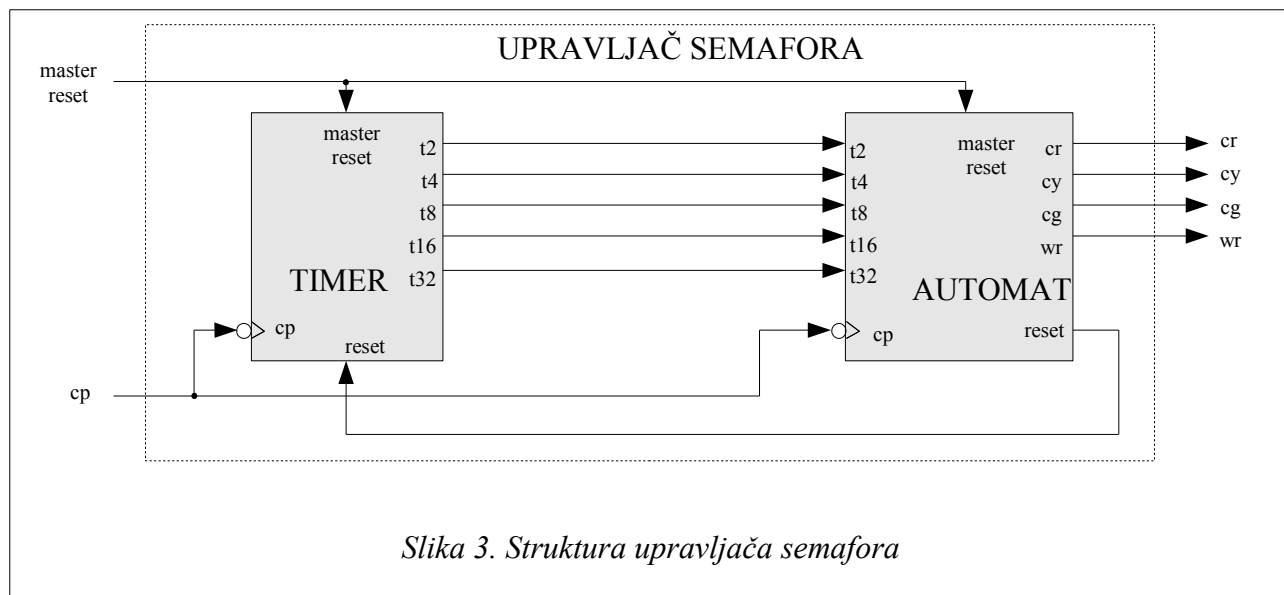 UPRAVLJAČ SEMAFORA
master
reset
master
reset
t2
t4
t8
t16
t32
TIMER
cp
reset
t2
t4
t8
t16
t32
master
reset
cr
cy
cg
wr
AUTOMAT
cp
reset
cr
cy
cg
wr
cp
Slika 3. Struktura upravljača semafora